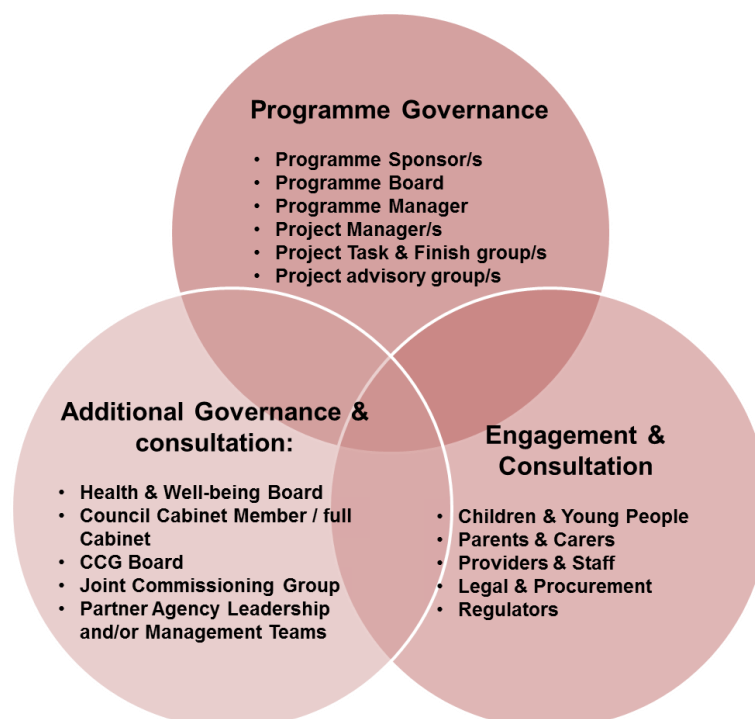 Programme Governance
• Programme Sponsor/s
• Programme Board
• Programme Manager
• Project Manager/s
• Project Task & Finish group/s
• Project advisory group/s
Additional Governance &
consultation:
• Health & Well-being Board
• Council Cabinet Member / full
Cabinet
• CCG Board
• Joint Commissioning Group
• Partner Agency Leadership
and/or Management Teams
Engagement &
Consultation
• Children & Young People
• Parents & Carers
• Providers & Staff
• Legal & Procurement
• Regulators